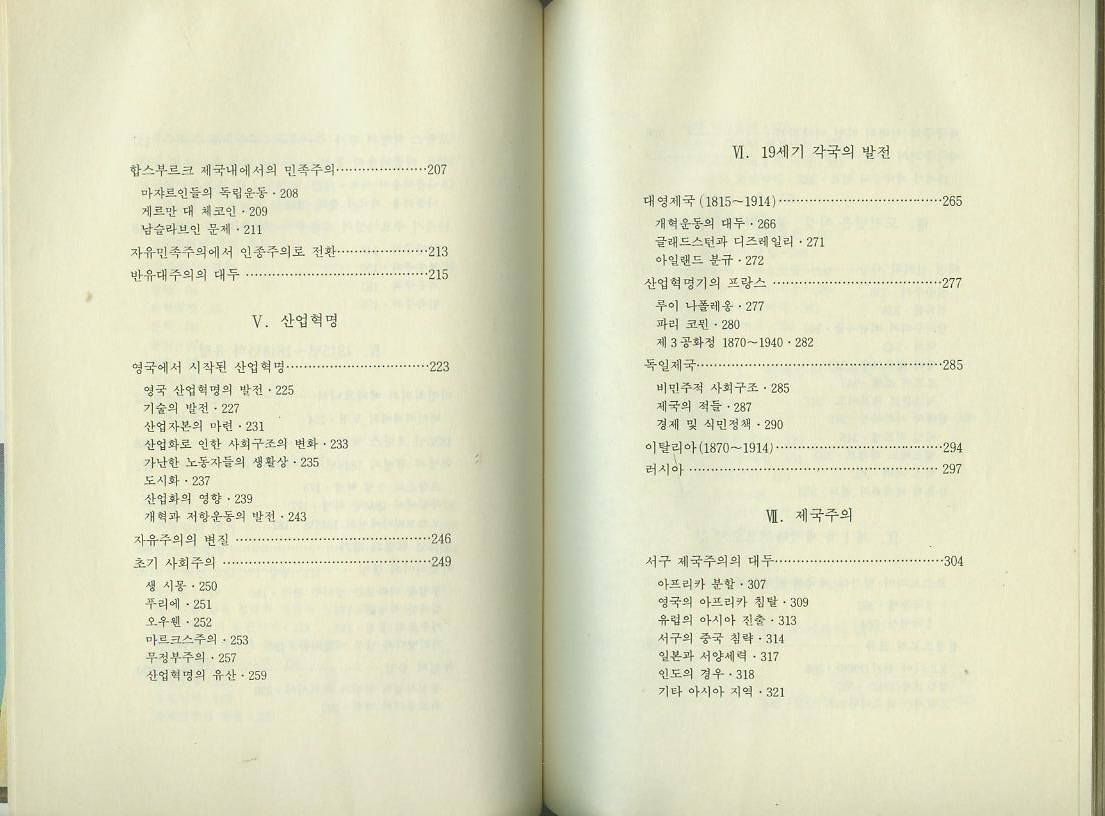 합스부르크 제국내에서의 민족주의……………207
마쟈르인들의 독립운동·208
게르만 대 체코인·209
남슬라브인 문제·211
자유민족주의에서 인종주의로 전환……………213
반유대주의의 대두 ……………………………215
Ⅴ. 산업혁명
영국에서 시작된 산업혁명……………………223
영국 산업혁명의 발전·225
기술의 발전·227
산업자본의 마련·231
산업화로 인한 사회구조의 변화·233
가난한 노동자들의 생활상·235
도시화·237
산업화의 영향·239
개혁과 저항운동의 발전·243
자유주의의 변질 ……………………………246
초기 사회주의 ………………………………249
생 시몽·250
푸리에·251
오우웬·252
마르크스주의·253
무정부주의·257
산업혁명의 유산·259
Ⅵ. 19세기 각국의 발전
대영제국(1815~1914)…………………………265
개혁운동의 대두·266
글래드스턴과 디즈레일리·271
아일랜드 분규·272
산업혁명기의 프랑스 …………………………277
루이 나폴레옹·277
파리 코뮌·280
제3공화정 1870~1940·282
독일제국………………………………………285
비민주적 사회구조·285
제국의 적들·287
경제 및 식민정책·290
이탈리아(1870~1914)…………………………294
러시아 ………………………………………297
Ⅶ. 제국주의
서구 제국주의의 대두…………………………304
아프리카 분할·307
영국의 아프리카 침탈·309
유럽의 아시아 진출·313
서구의 중국 침략·314
일본과 서양세력·317
인도의 경우·318
기타 아시아 지역·321